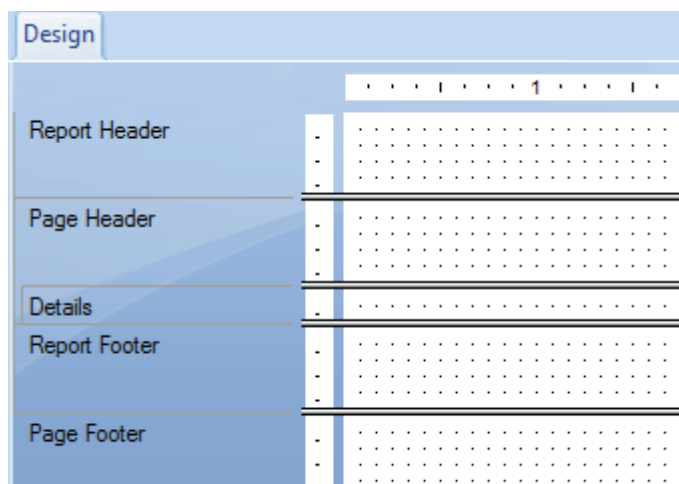 Design
1
Report Header
Page Header
Details
Report Footer
Page Footer